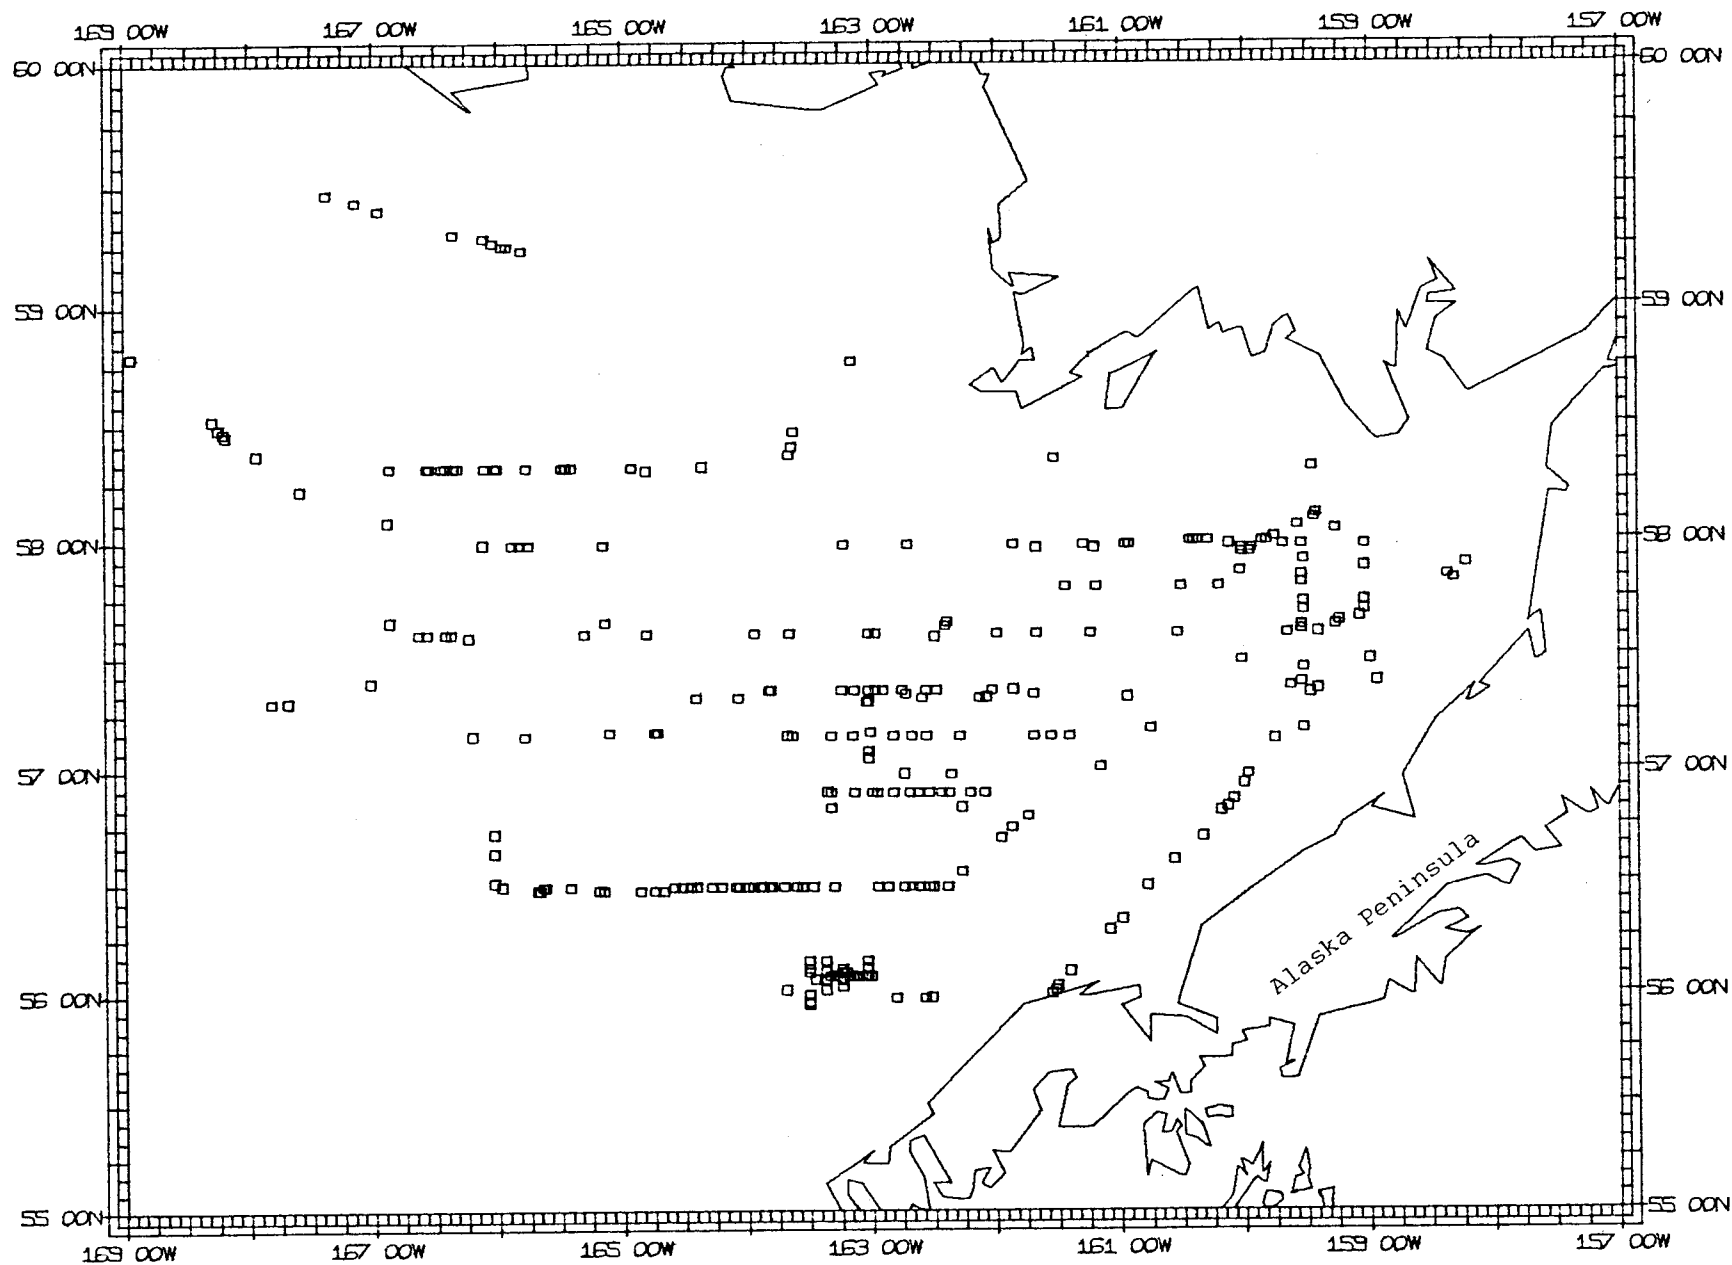 169 00W 167 00W 165 00W 163 00W 161 00W 159 00W 157 00W
60 00N 60 00N
59 00N 59 00N
58 00N 58 00N
57 00N 57 00N
Alaska Peninsula
56 00N 56 00N
55 00N 55 00N
169 00W 167 00W 165 00W 163 00W 161 00W 159 00W 157 00W